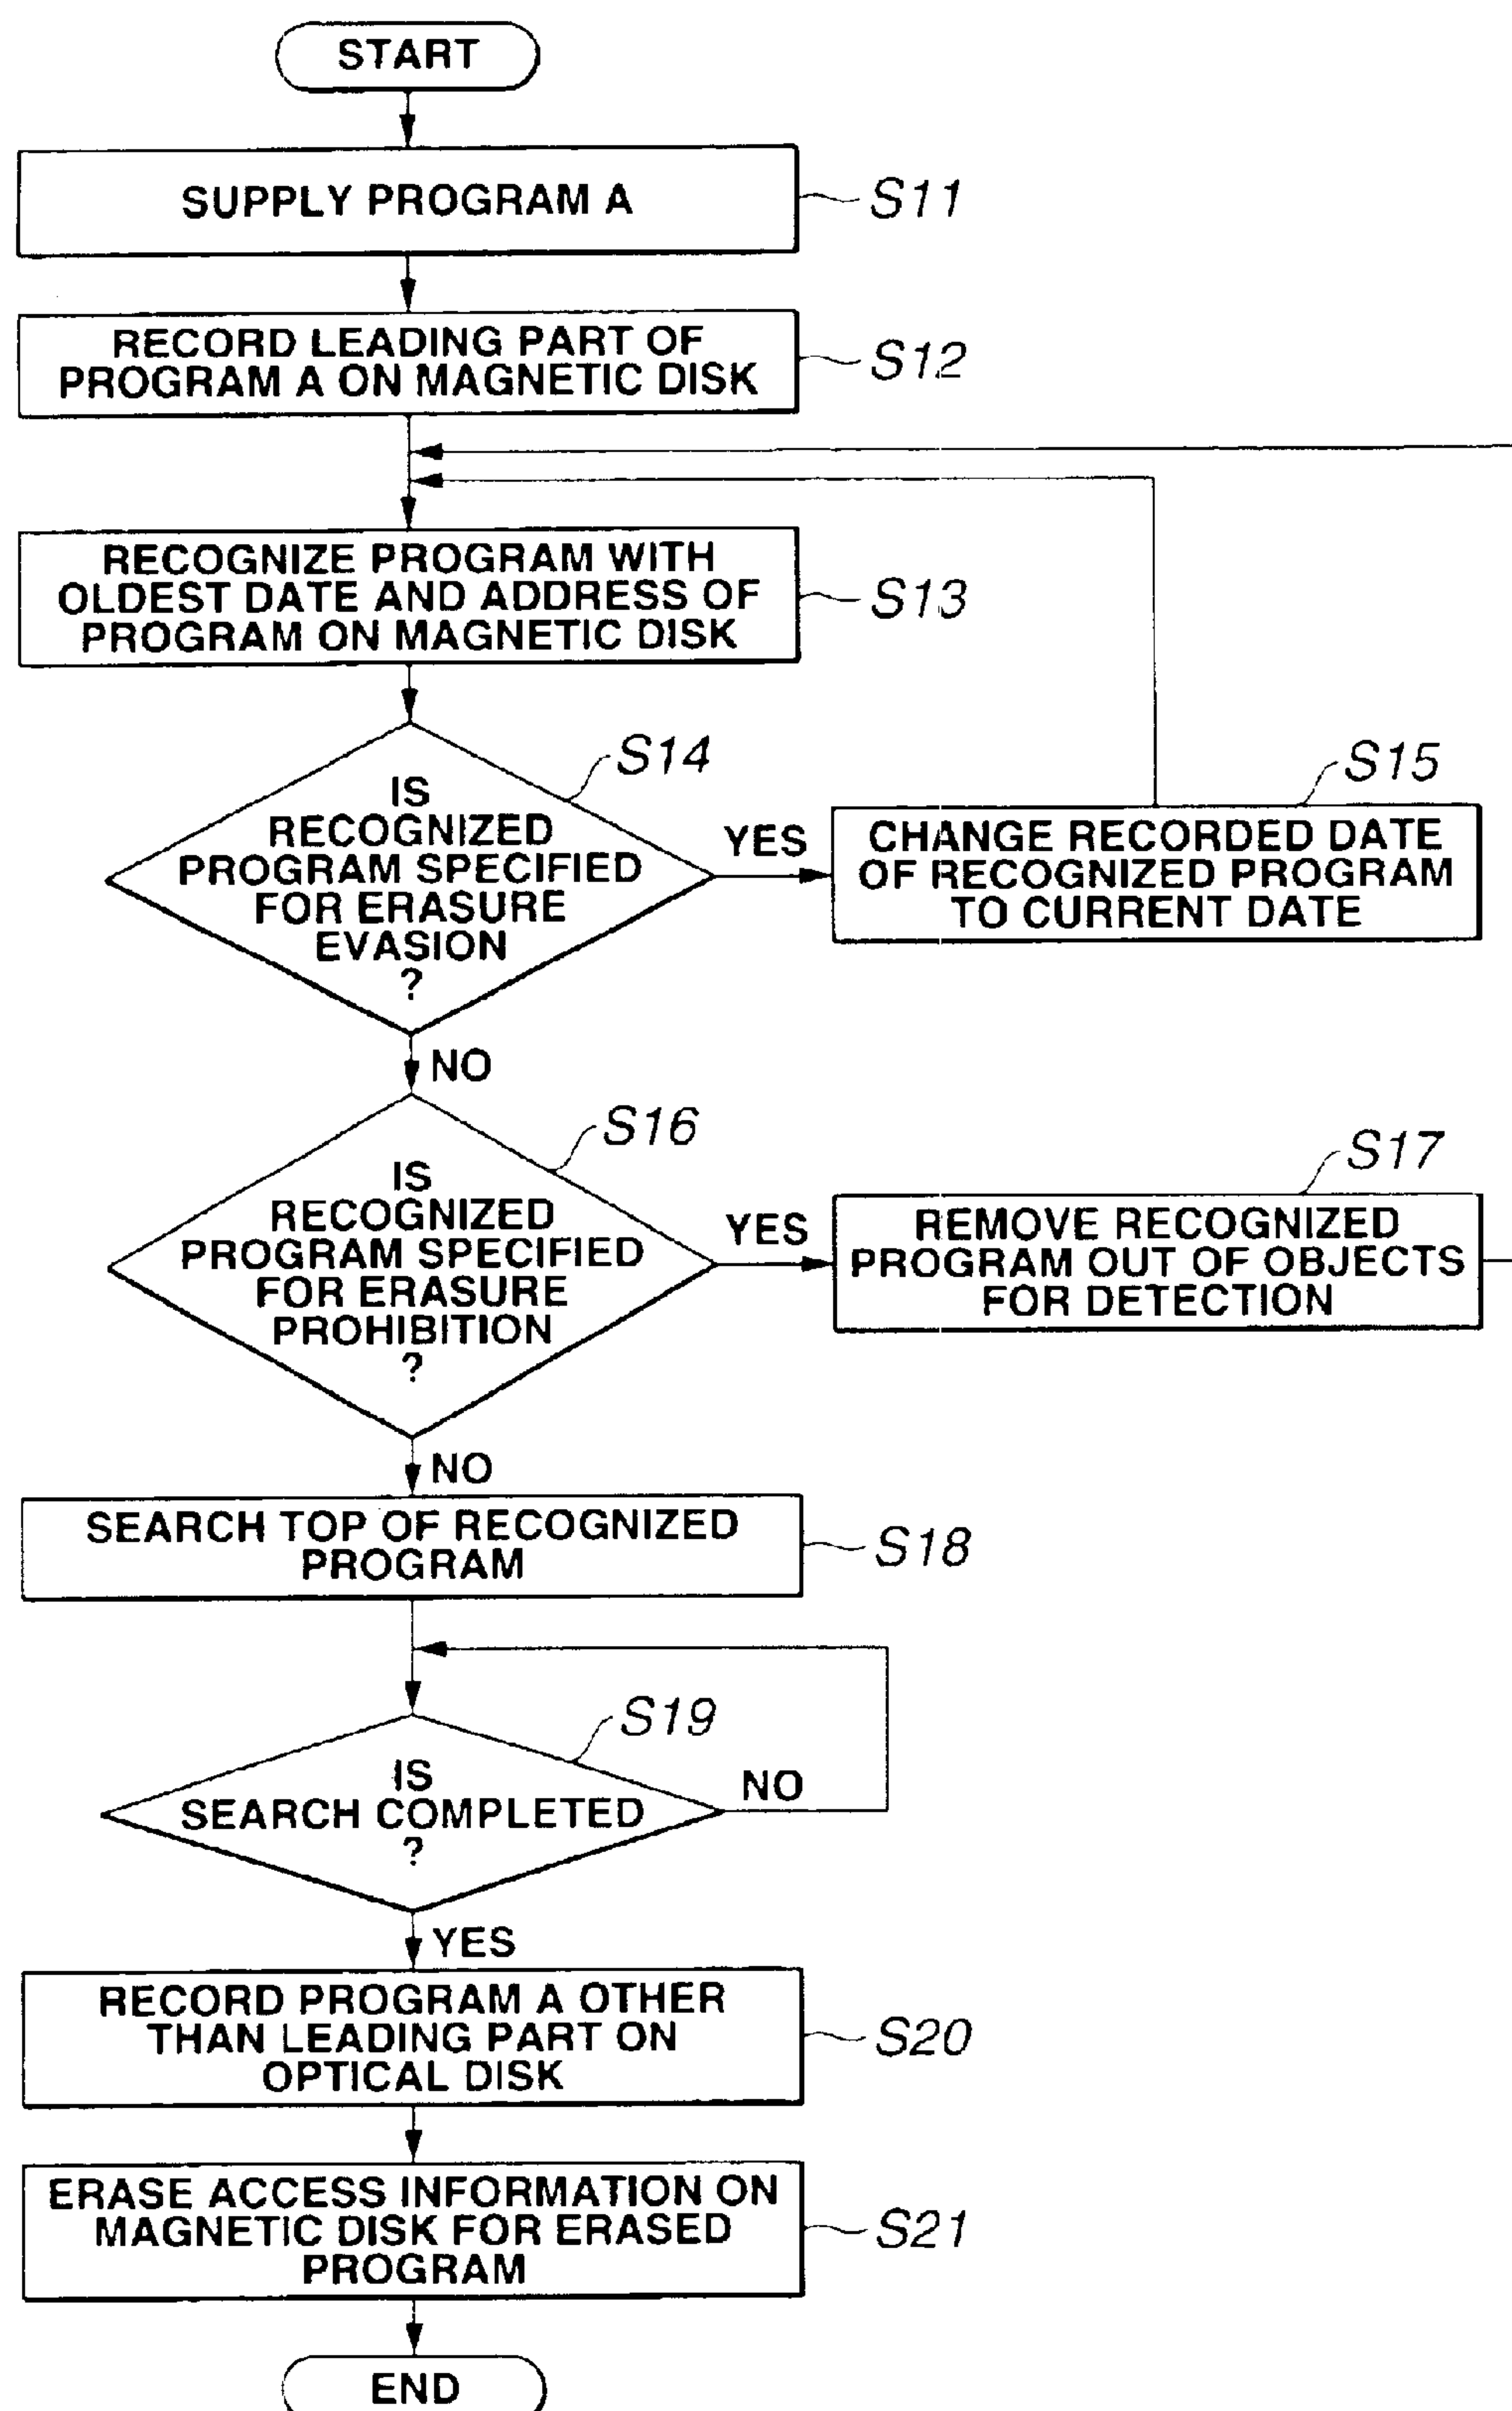 START
SUPPLY PROGRAM A
S11
RECORD LEADING PART OF
PROGRAM A ON MAGNETIC DISK
S12
RECOGNIZE PROGRAM WITH
OLDEST DATE AND ADDRESS OF
PROGRAM ON MAGNETIC DISK
S13
S14
IS
RECOGNIZED
PROGRAM SPECIFIED
FOR ERASURE
EVASION
?
YES
S15
CHANGE RECORDED DATE
OF RECOGNIZED PROGRAM
TO CURRENT DATE
NO
S16
IS
RECOGNIZED
PROGRAM SPECIFIED
FOR ERASURE
PROHIBITION
?
YES
S17
REMOVE RECOGNIZED
PROGRAM OUT OF OBJECTS
FOR DETECTION
NO
SEARCH TOP OF RECOGNIZED
PROGRAM
S18
S19
IS
SEARCH COMPLETED
?
NO
YES
RECORD PROGRAM A OTHER
THAN LEADING PART ON
OPTICAL DISK
S20
ERASE ACCESS INFORMATION ON
MAGNETIC DISK FOR ERASED
PROGRAM
S21
END